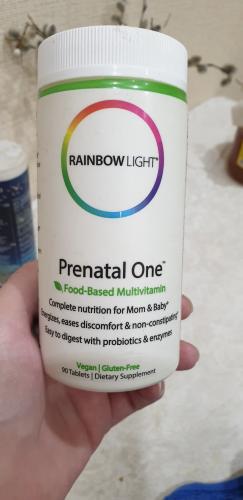 RAINBOW LIGHT™
Prenatal One™
Food-Based Multivitamin
Complete nutrition for Mom & Baby*
Energizes, eases discomfort & non-constipating*
Easy to digest with probiotics & enzymes
Vegan | Gluten-Free
90 Tablets | Dietary Supplement